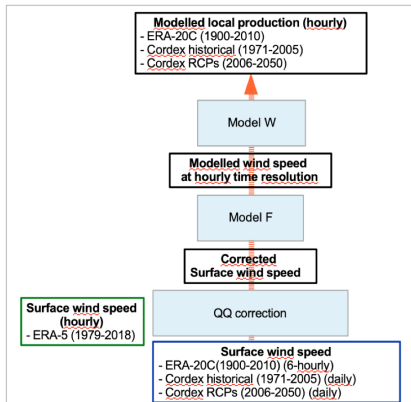 Modelled local production (hourly)
- ERA-20C (1900-2010)
- Cordex historical (1971-2005)
- Cordex RCPs (2006-2050)
Model W
Modelled wind speed
at hourly time resolution
Model F
Corrected
Surface wind speed
Surface wind speed
(hourly)
- ERA-5 (1979-2018)
QQ correction
Surface wind speed
- ERA-20C(1900-2010) (6-hourly)
- Cordex historical (1971-2005) (daily)
- Cordex RCPs (2006-2050) (daily)